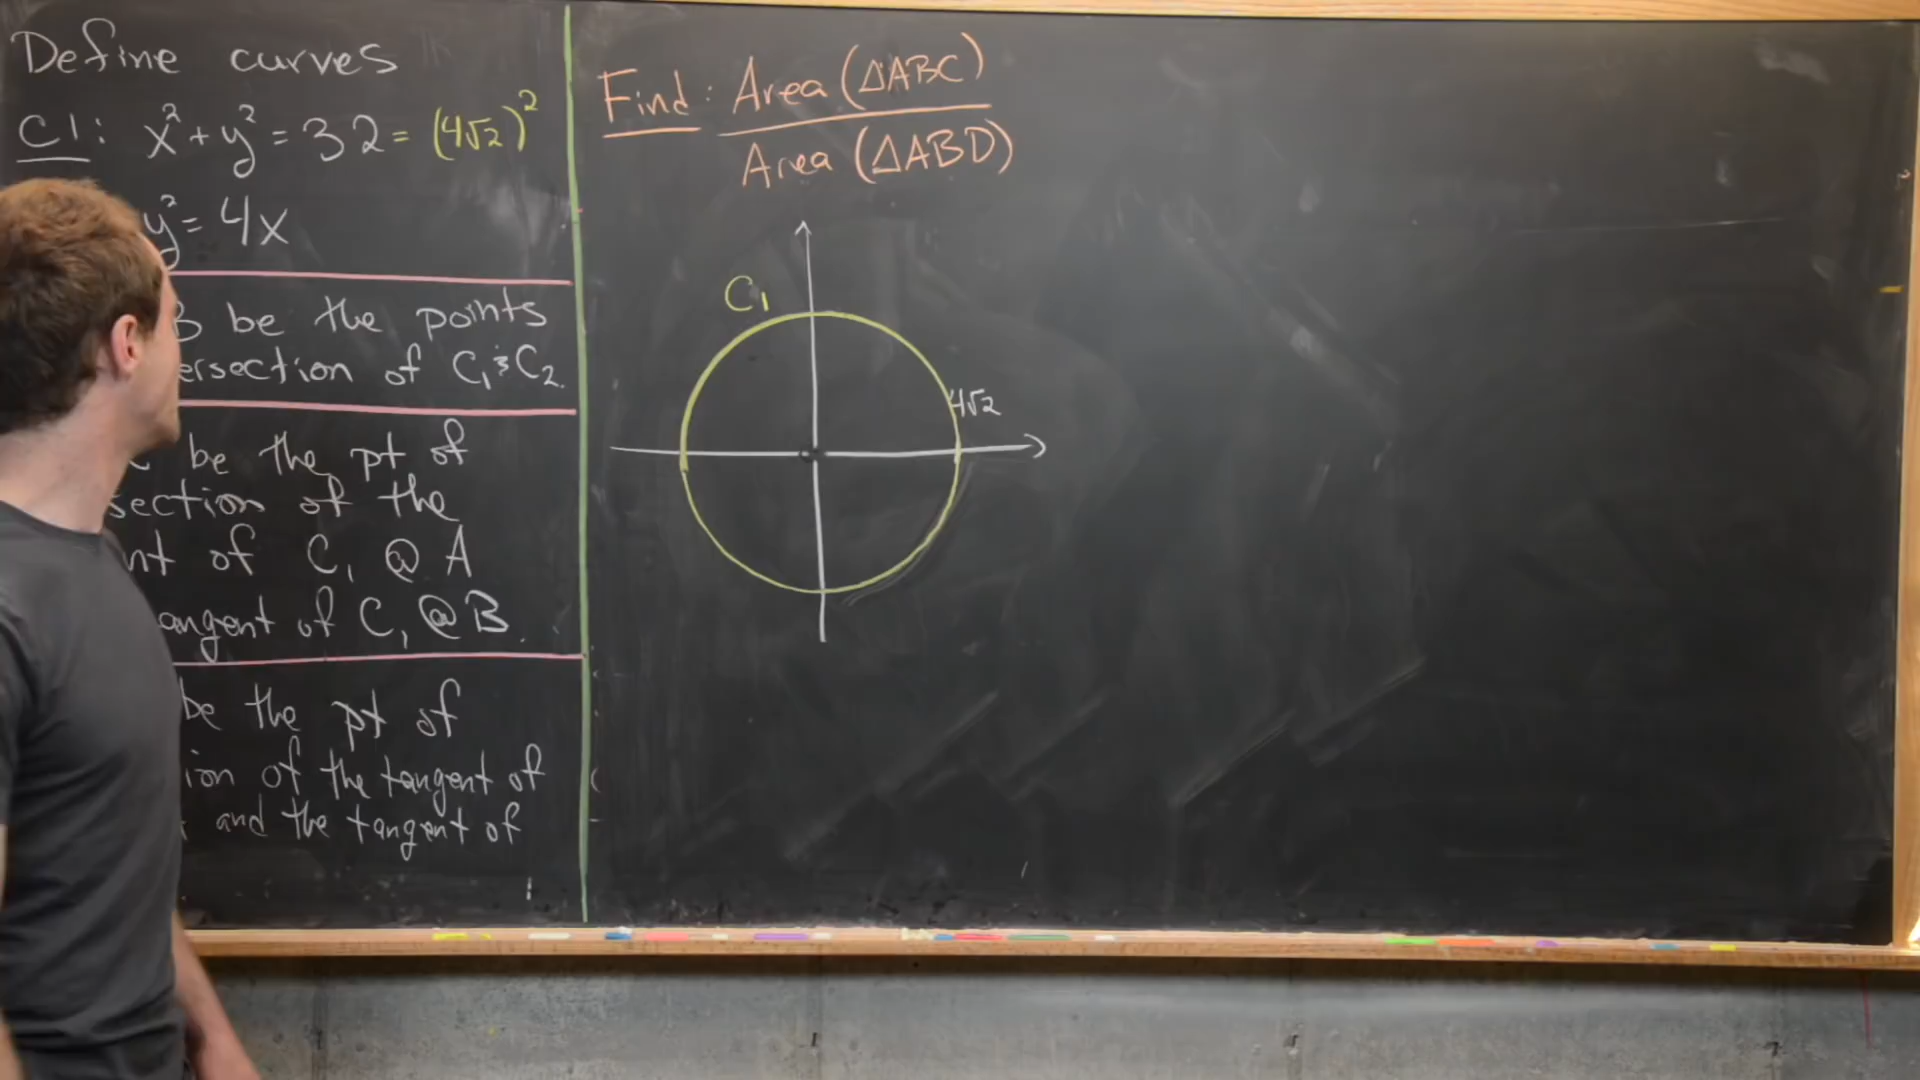 Define curves
C1: x² + y² = 32 = (4√2)²
y² = 4x
B be the points
ersection of C₁ & C₂.
be the pt of
section of the
nt of C₁ @ A
angent of C₁ @ B.
be the pt of
ion of the tangent of
and the tangent of
Find: Area (△ABC)
Area (△ABD)
C₁
4√2